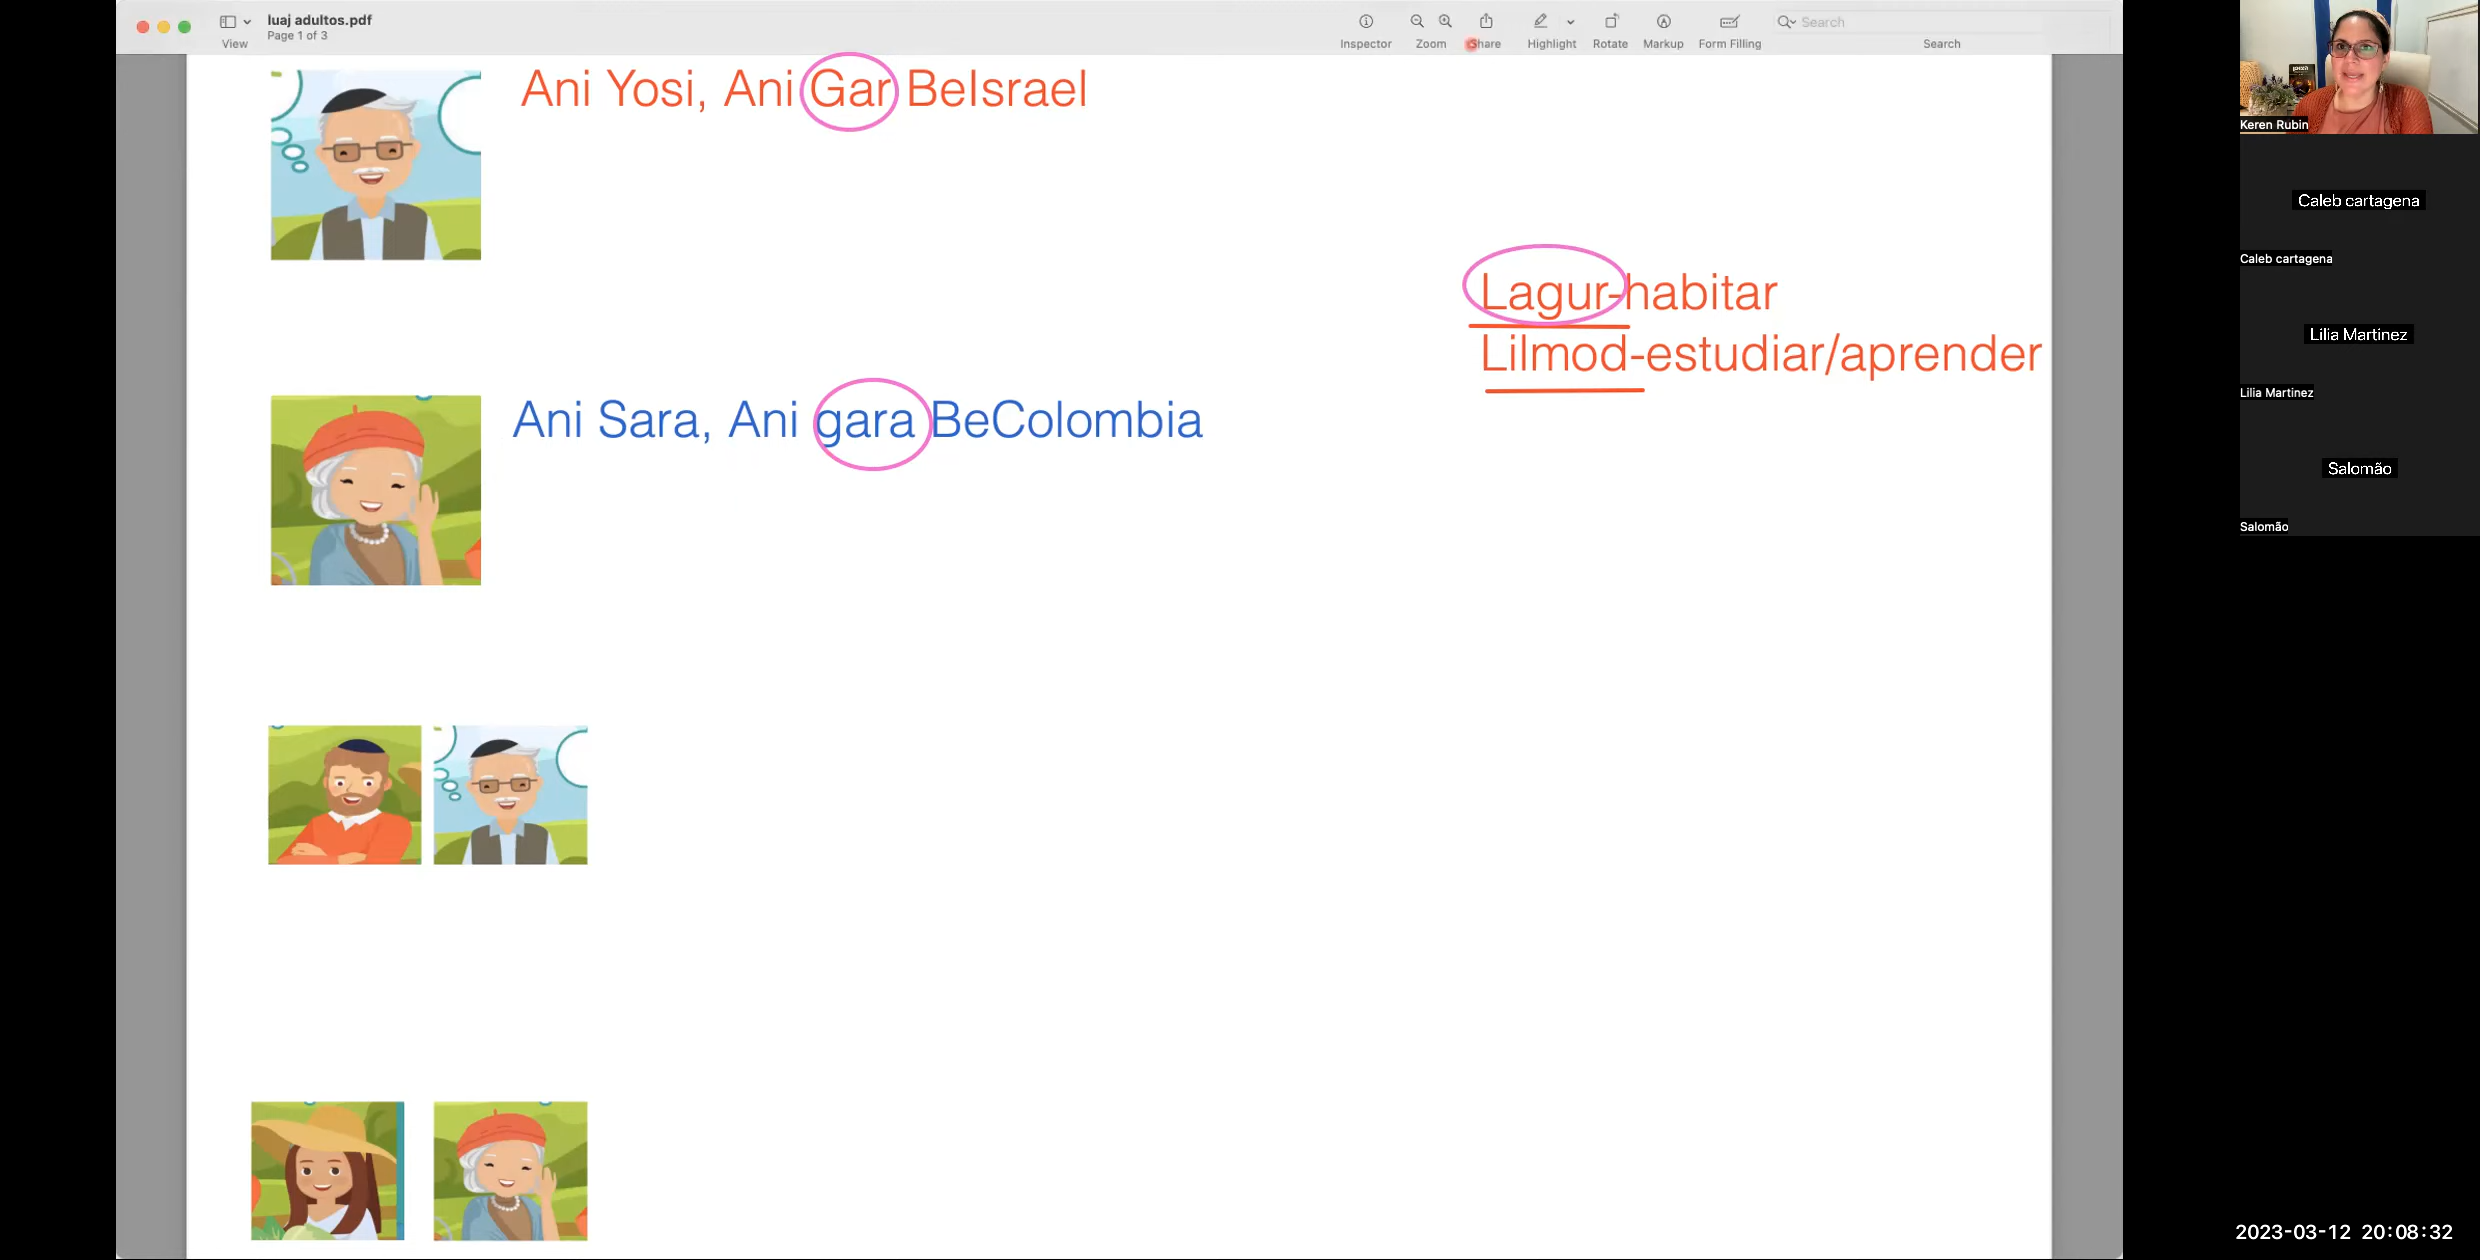 luaj adultos.pdf
Page 1 of 3
View
Inspector
Zoom
Share
Highlight
Rotate
Markup
Form Filling
Search
Search
Ani Yosi, Ani Gar BeIsrael
Lagur-habitar
Lilmod-estudiar/aprender
Ani Sara, Ani gara BeColombia
Keren Rubin
Caleb cartagena
Caleb cartagena
Lilia Martinez
Lilia Martinez
Salomão
Salomão
2023-03-12 20:08:32